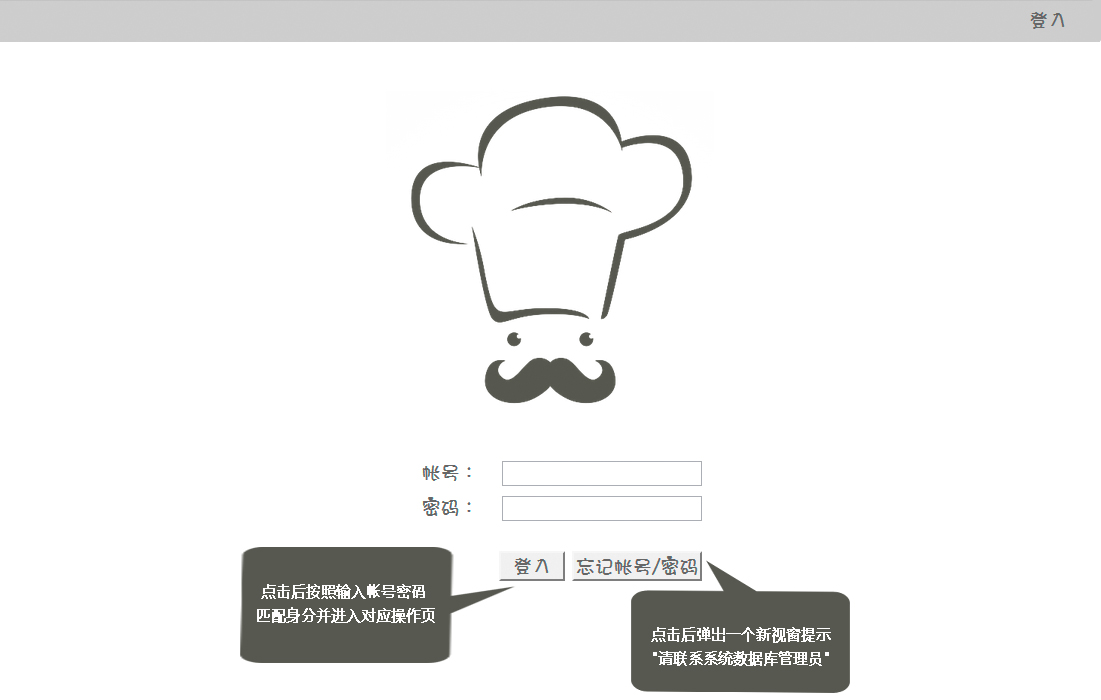 登入
帐号：
密码：
登入
忘记帐号/密码
点击后按照输入帐号密码
匹配身分并进入对应操作页
点击后弹出一个新视窗提示
"请联系系统数据库管理员"